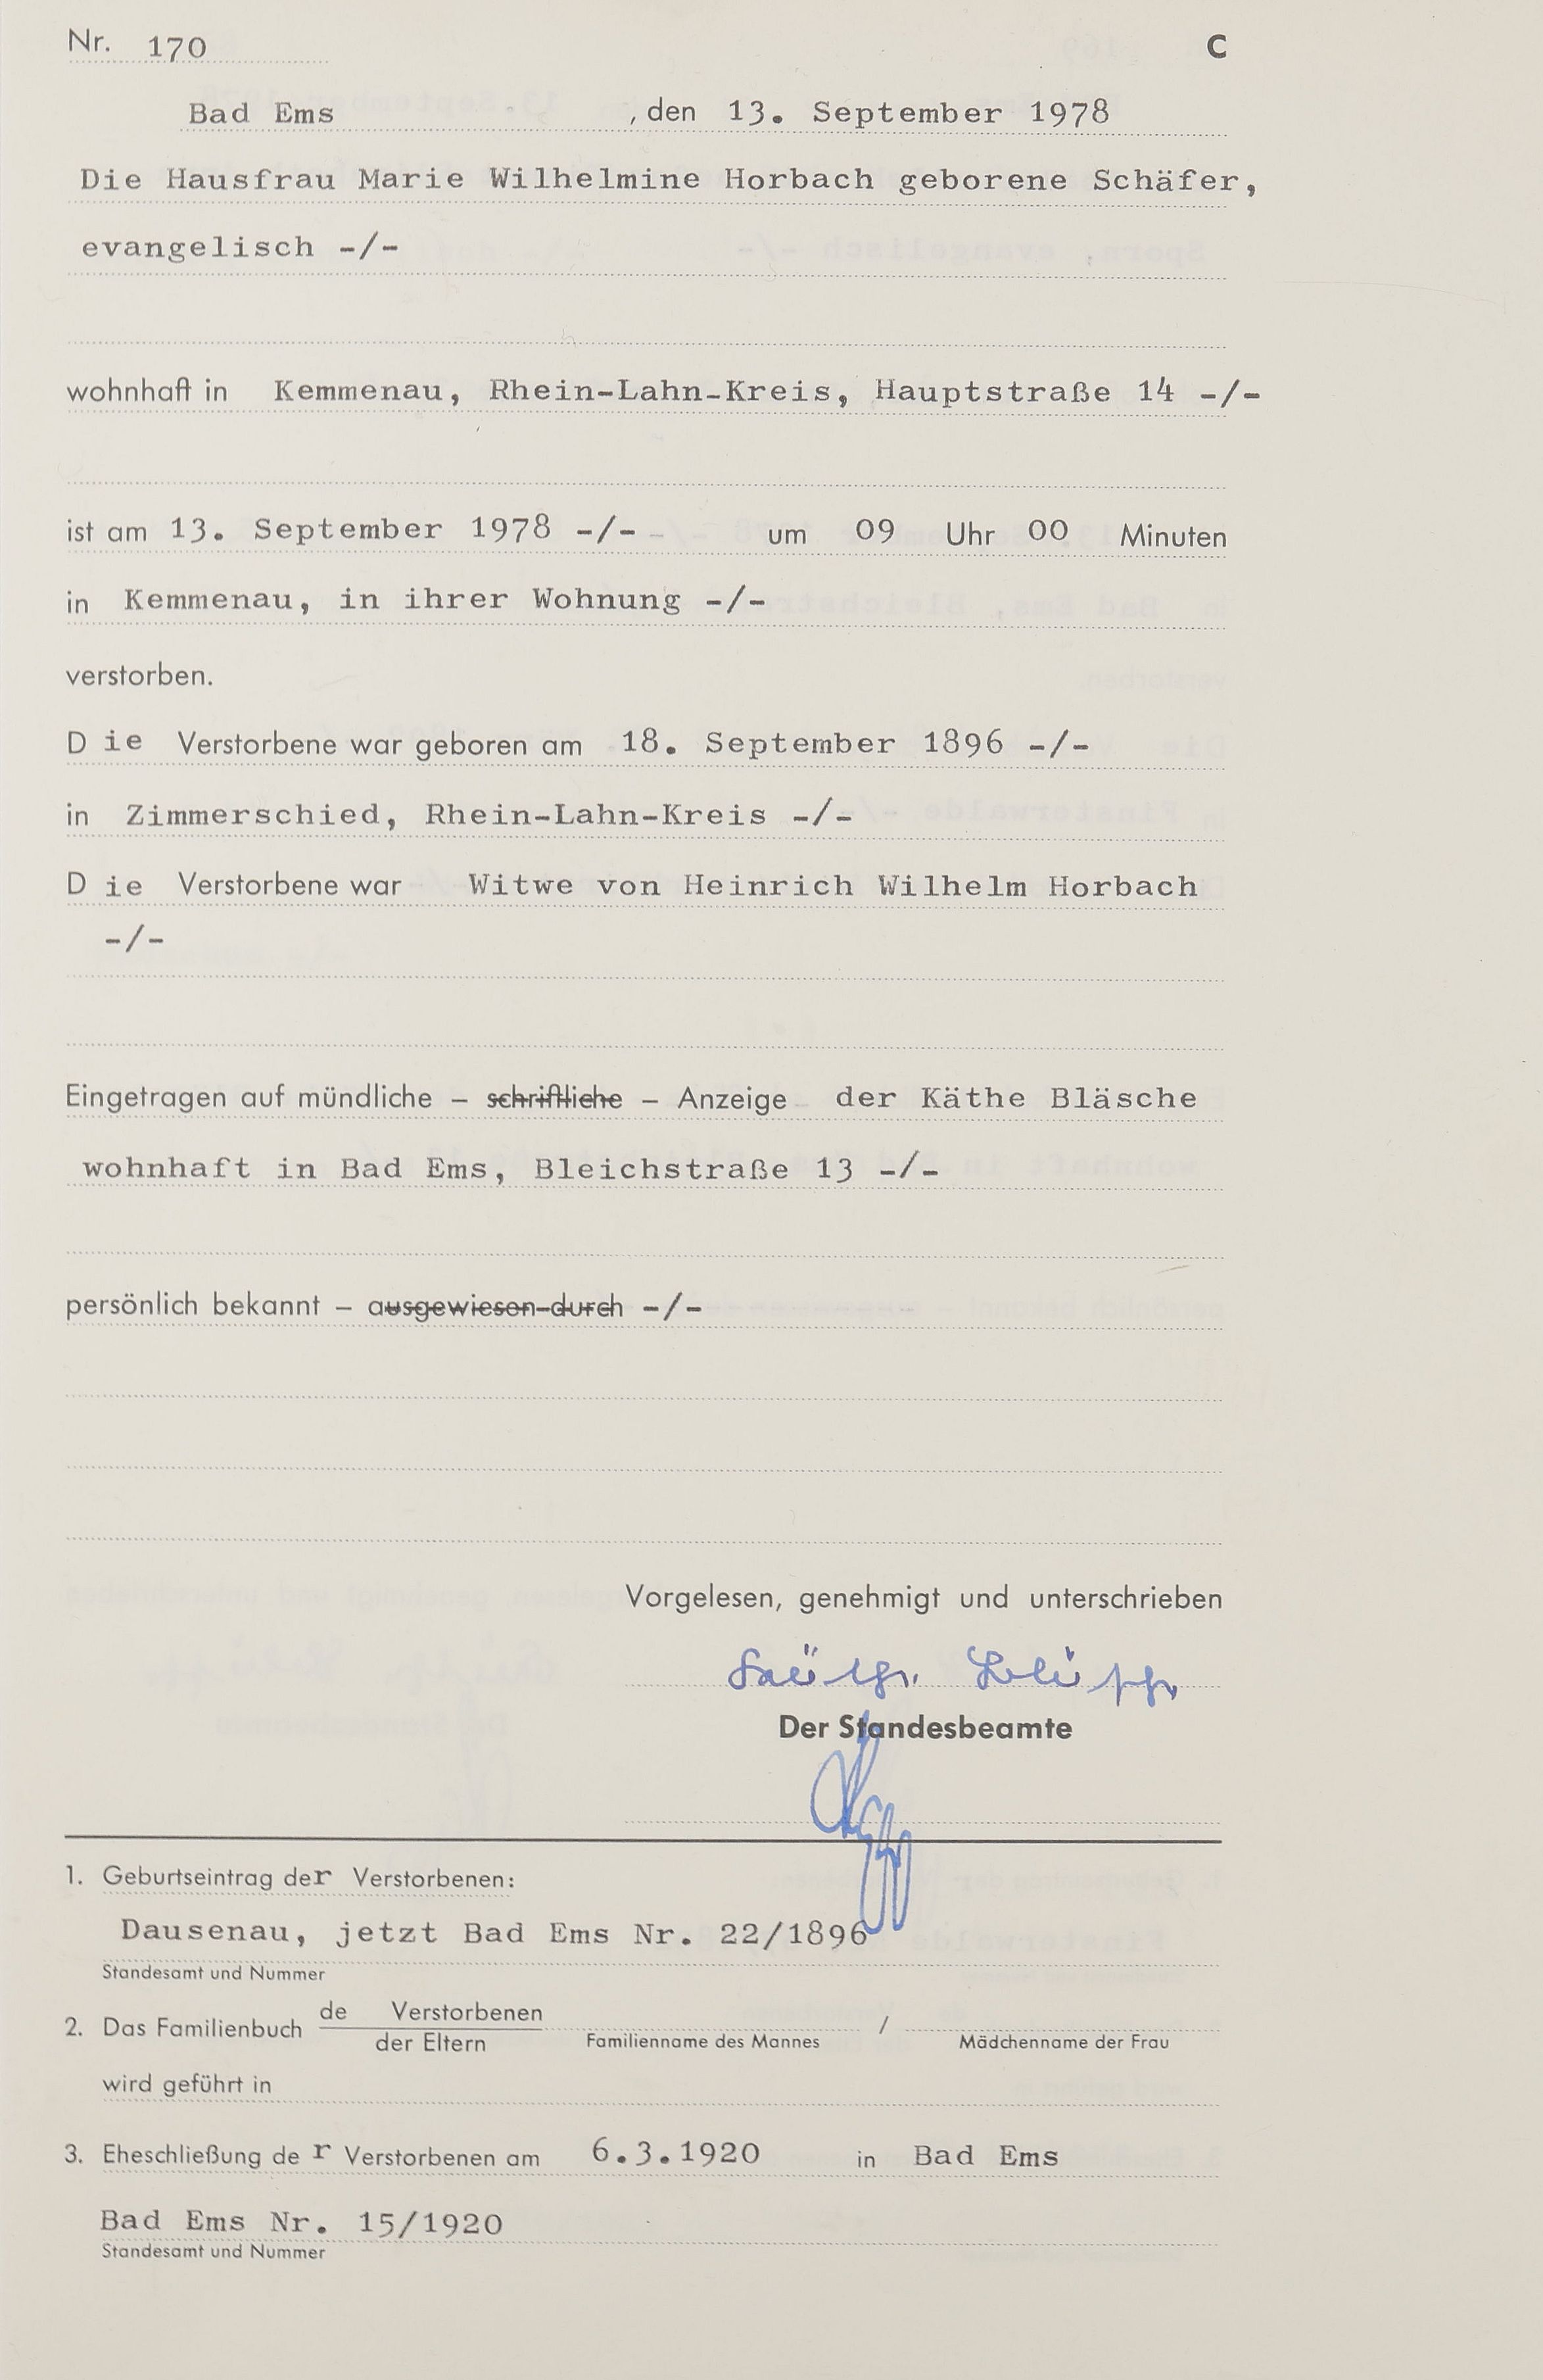 Nr. 170 C
Bad Ems , den 13. September 1978
Die Hausfrau Marie Wilhelmine Horbach geborene Schäfer,
evangelisch -/-
wohnhaft in Kemmenau, Rhein-Lahn-Kreis, Hauptstraße 14 -/-
ist am 13. September 1978 -/- um 09 Uhr 00 Minuten
in Kemmenau, in ihrer Wohnung -/-
verstorben.
Die Verstorbene war geboren am 18. September 1896 -/-
in Zimmerschied, Rhein-Lahn-Kreis -/-
Die Verstorbene war Witwe von Heinrich Wilhelm Horbach
-/-
Eingetragen auf mündliche – schriftliche – Anzeige der Käthe Bläsche
wohnhaft in Bad Ems, Bleichstraße 13 -/-
persönlich bekannt – ausgewiesen durch -/-
Vorgelesen, genehmigt und unterschrieben
Käthe Bläsche
Der Standesbeamte
1. Geburtseintrag der Verstorbenen:
Dausenau, jetzt Bad Ems Nr. 22/1896
Standesamt und Nummer
2. Das Familienbuch de Verstorbenen
der Eltern
Familienname des Mannes / Mädchenname der Frau
wird geführt in
3. Eheschließung der Verstorbenen am 6.3.1920 in Bad Ems
Bad Ems Nr. 15/1920
Standesamt und Nummer